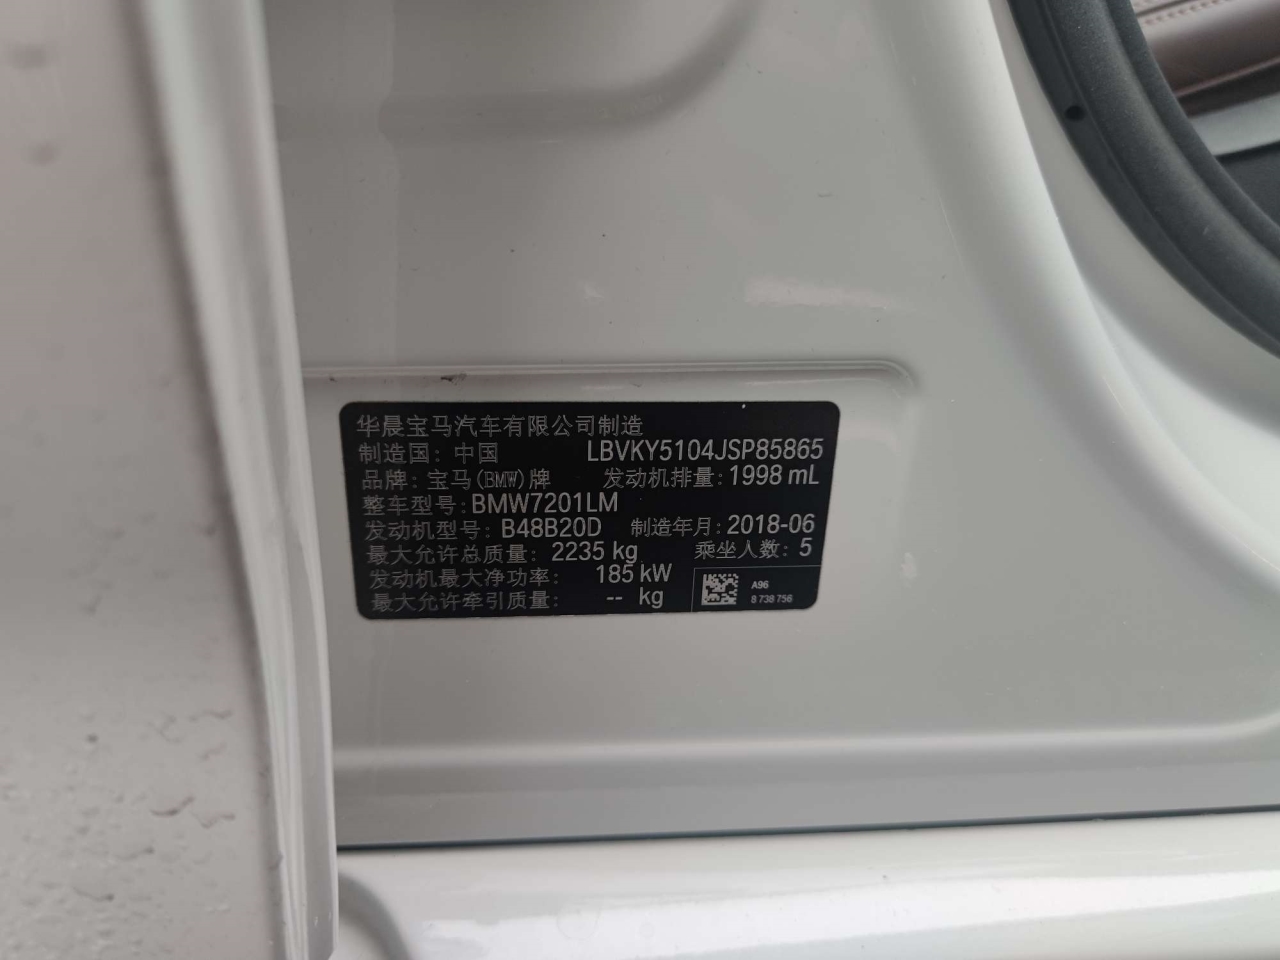 华晨宝马汽车有限公司制造
制造国：中国 LBVKY5104JSP85865
品牌：宝马(BMW)牌 发动机排量：1998 mL
整车型号：BMW7201LM
发动机型号：B48B20D 制造年月：2018-06
最大允许总质量：2235 kg 乘坐人数：5
发动机最大净功率：185 kW
最大允许牵引质量：-- kg
A96
8 738 756